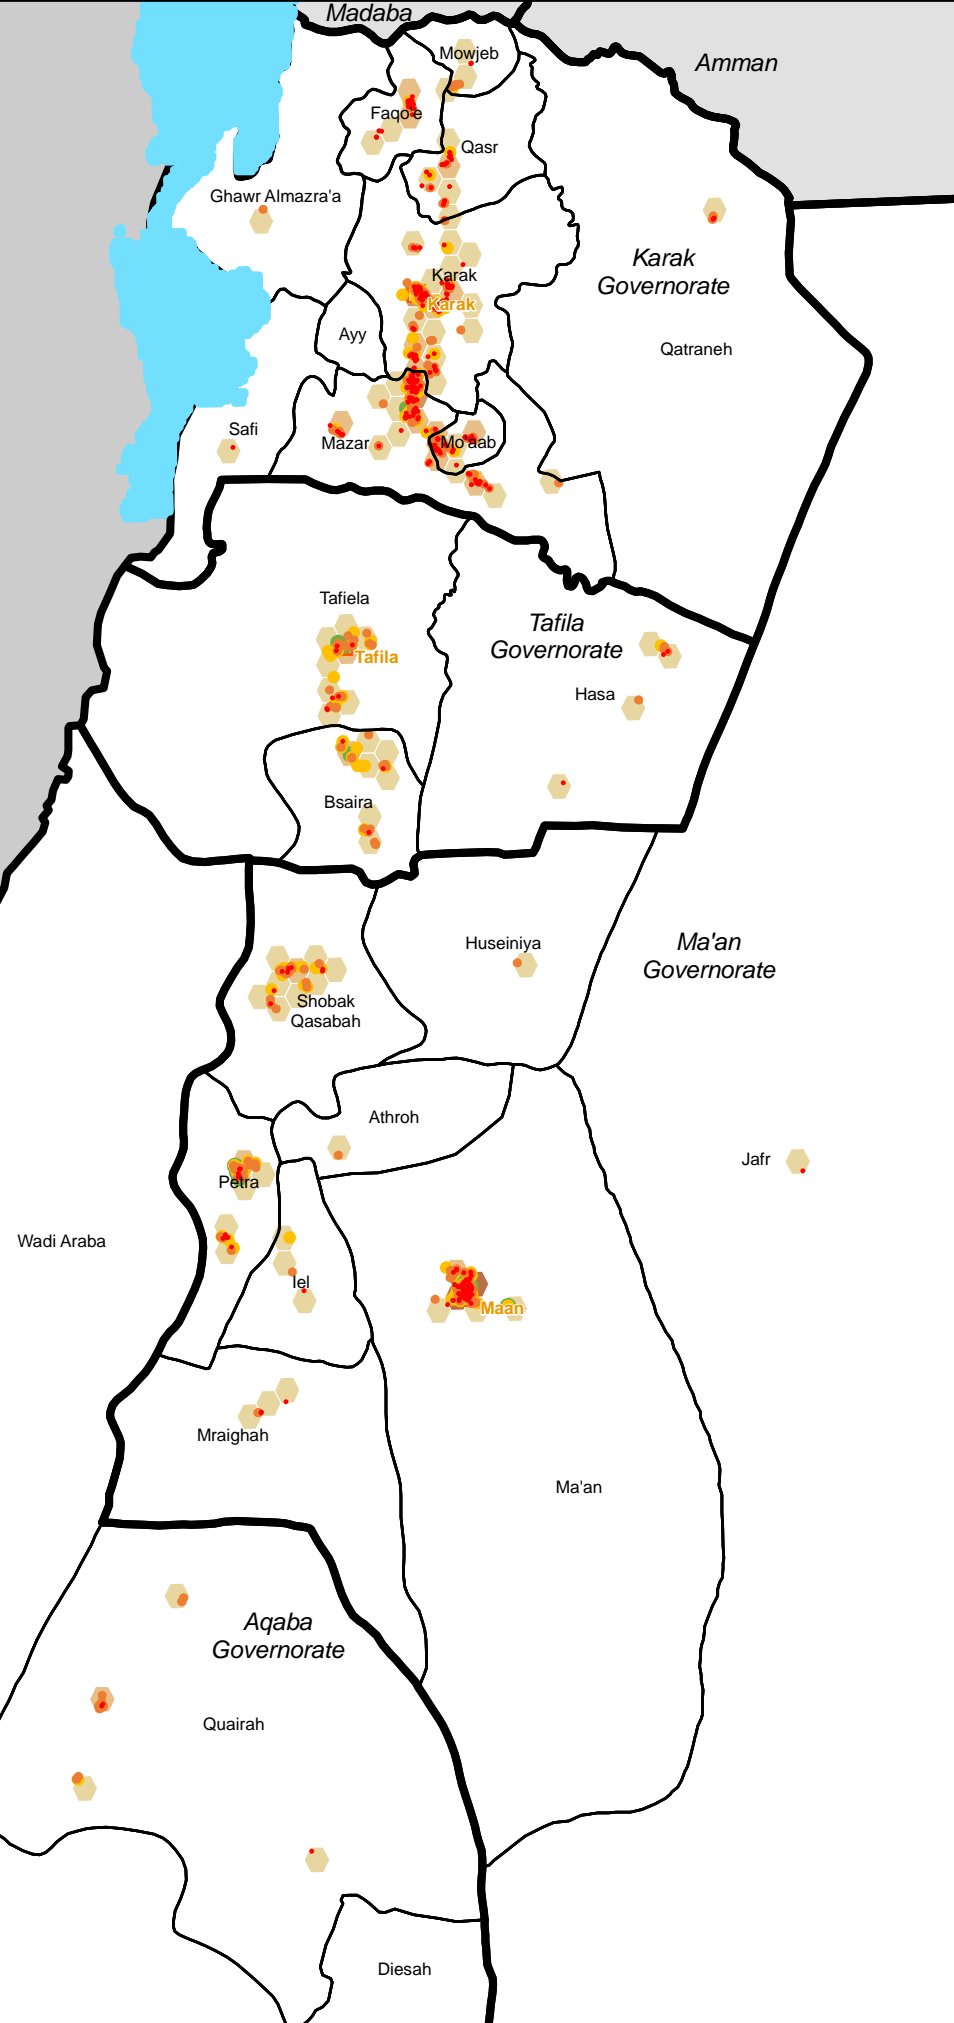 Madaba
Mowjeb
Amman
Faqo'e
Qasr
Ghawr Almazra'a
Karak
Governorate
Karak
Karak
Ayy
Qatraneh
Safi
Mazar
Mo'aab
Tafiela
Tafila
Governorate
Tafila
Hasa
Bsaira
Huseiniya
Ma'an
Governorate
Shobak
Qasabah
Athroh
Jafr
Petra
Wadi Araba
Iel
Maan
Mraighah
Ma'an
Aqaba
Governorate
Quairah
Diesah